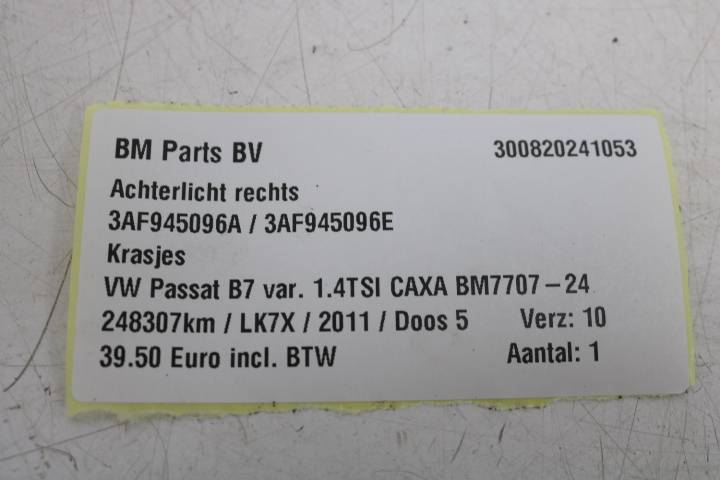 BM Parts BV 300820241053
Achterlicht rechts
3AF945096A / 3AF945096E
Krasjes
VW Passat B7 var. 1.4TSI CAXA BM7707-24
248307km / LK7X / 2011 / Doos 5 Verz: 10
39.50 Euro incl. BTW Aantal: 1